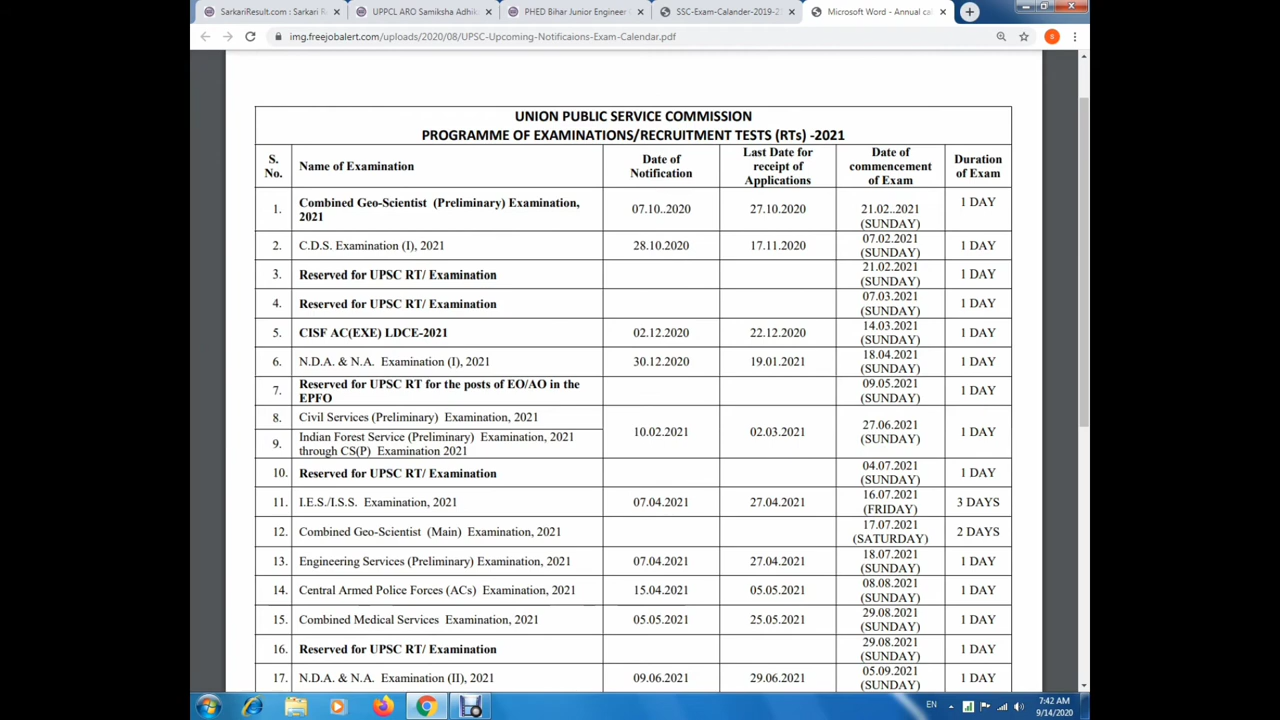 SarkariResult.com : Sarkari R
UPPCL ARO Samiksha Adhik
PHED Bihar Junior Engineer
SSC-Exam-Calander-2019-2
Microsoft Word - Annual ca
img.freejobalert.com/uploads/2020/08/UPSC-Upcoming-Notificaions-Exam-Calendar.pdf
s
UNION PUBLIC SERVICE COMMISSION
PROGRAMME OF EXAMINATIONS/RECRUITMENT TESTS (RTs) -2021
S. No. Name of Examination Date of Notification Last Date for receipt of Applications Date of commencement of Exam Duration of Exam
1. Combined Geo-Scientist (Preliminary) Examination, 2021 07.10..2020 27.10.2020 21.02..2021 (SUNDAY) 1 DAY
2. C.D.S. Examination (I), 2021 28.10.2020 17.11.2020 07.02.2021 (SUNDAY) 1 DAY
3. Reserved for UPSC RT/ Examination 21.02.2021 (SUNDAY) 1 DAY
4. Reserved for UPSC RT/ Examination 07.03.2021 (SUNDAY) 1 DAY
5. CISF AC(EXE) LDCE-2021 02.12.2020 22.12.2020 14.03.2021 (SUNDAY) 1 DAY
6. N.D.A. & N.A. Examination (I), 2021 30.12.2020 19.01.2021 18.04.2021 (SUNDAY) 1 DAY
7. Reserved for UPSC RT for the posts of EO/AO in the EPFO 09.05.2021 (SUNDAY) 1 DAY
8. Civil Services (Preliminary) Examination, 2021
9. Indian Forest Service (Preliminary) Examination, 2021 through CS(P) Examination 2021 10.02.2021 02.03.2021 27.06.2021 (SUNDAY) 1 DAY
10. Reserved for UPSC RT/ Examination 04.07.2021 (SUNDAY) 1 DAY
11. I.E.S./I.S.S. Examination, 2021 07.04.2021 27.04.2021 16.07.2021 (FRIDAY) 3 DAYS
12. Combined Geo-Scientist (Main) Examination, 2021 17.07.2021 (SATURDAY) 2 DAYS
13. Engineering Services (Preliminary) Examination, 2021 07.04.2021 27.04.2021 18.07.2021 (SUNDAY) 1 DAY
14. Central Armed Police Forces (ACs) Examination, 2021 15.04.2021 05.05.2021 08.08.2021 (SUNDAY) 1 DAY
15. Combined Medical Services Examination, 2021 05.05.2021 25.05.2021 29.08.2021 (SUNDAY) 1 DAY
16. Reserved for UPSC RT/ Examination 29.08.2021 (SUNDAY) 1 DAY
17. N.D.A. & N.A. Examination (II), 2021 09.06.2021 29.06.2021 05.09.2021 (SUNDAY) 1 DAY
EN
7:42 AM
9/14/2020